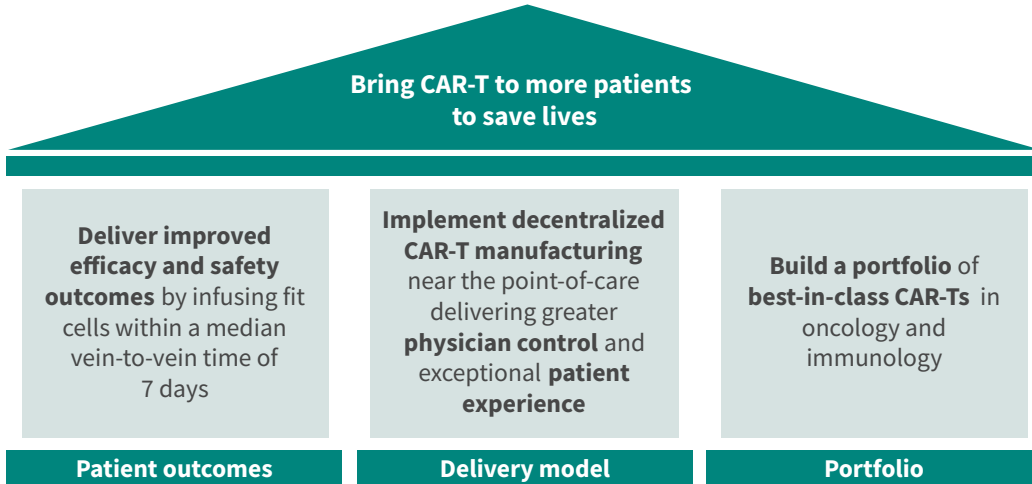 Bring CAR-T to more patients
to save lives
Deliver improved
efficacy and safety
outcomes by infusing fit
cells within a median
vein-to-vein time of
7 days
Patient outcomes
Implement decentralized
CAR-T manufacturing
near the point-of-care
delivering greater
physician control and
exceptional patient
experience
Delivery model
Build a portfolio of
best-in-class CAR-Ts in
oncology and
immunology
Portfolio